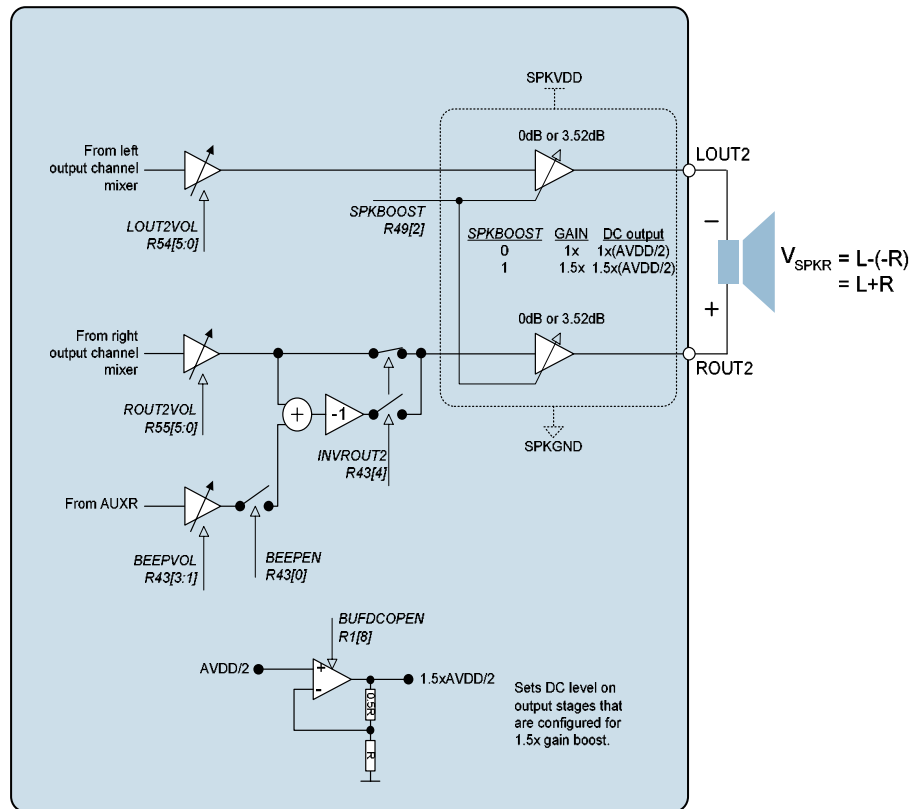 SPKVDD
0dB or 3.52dB
From left
output channel
mixer
LOUT2
LOUT2VOL
R54[5:0]
SPKBOOST
R49[2]
SPKBOOST GAIN DC output
0 1x 1x(AVDD/2)
1 1.5x 1.5x(AVDD/2)
−
V_SPKR = L-(-R)
= L+R
+
0dB or 3.52dB
From right
output channel
mixer
ROUT2
ROUT2VOL
R55[5:0]
+
-1
INVROUT2
R43[4]
SPKGND
From AUXR
BEEPVOL
R43[3:1]
BEEPEN
R43[0]
BUFDCOPEN
R1[8]
AVDD/2
+
-
1.5xAVDD/2
0.5R
R
Sets DC level on
output stages that
are configured for
1.5x gain boost.